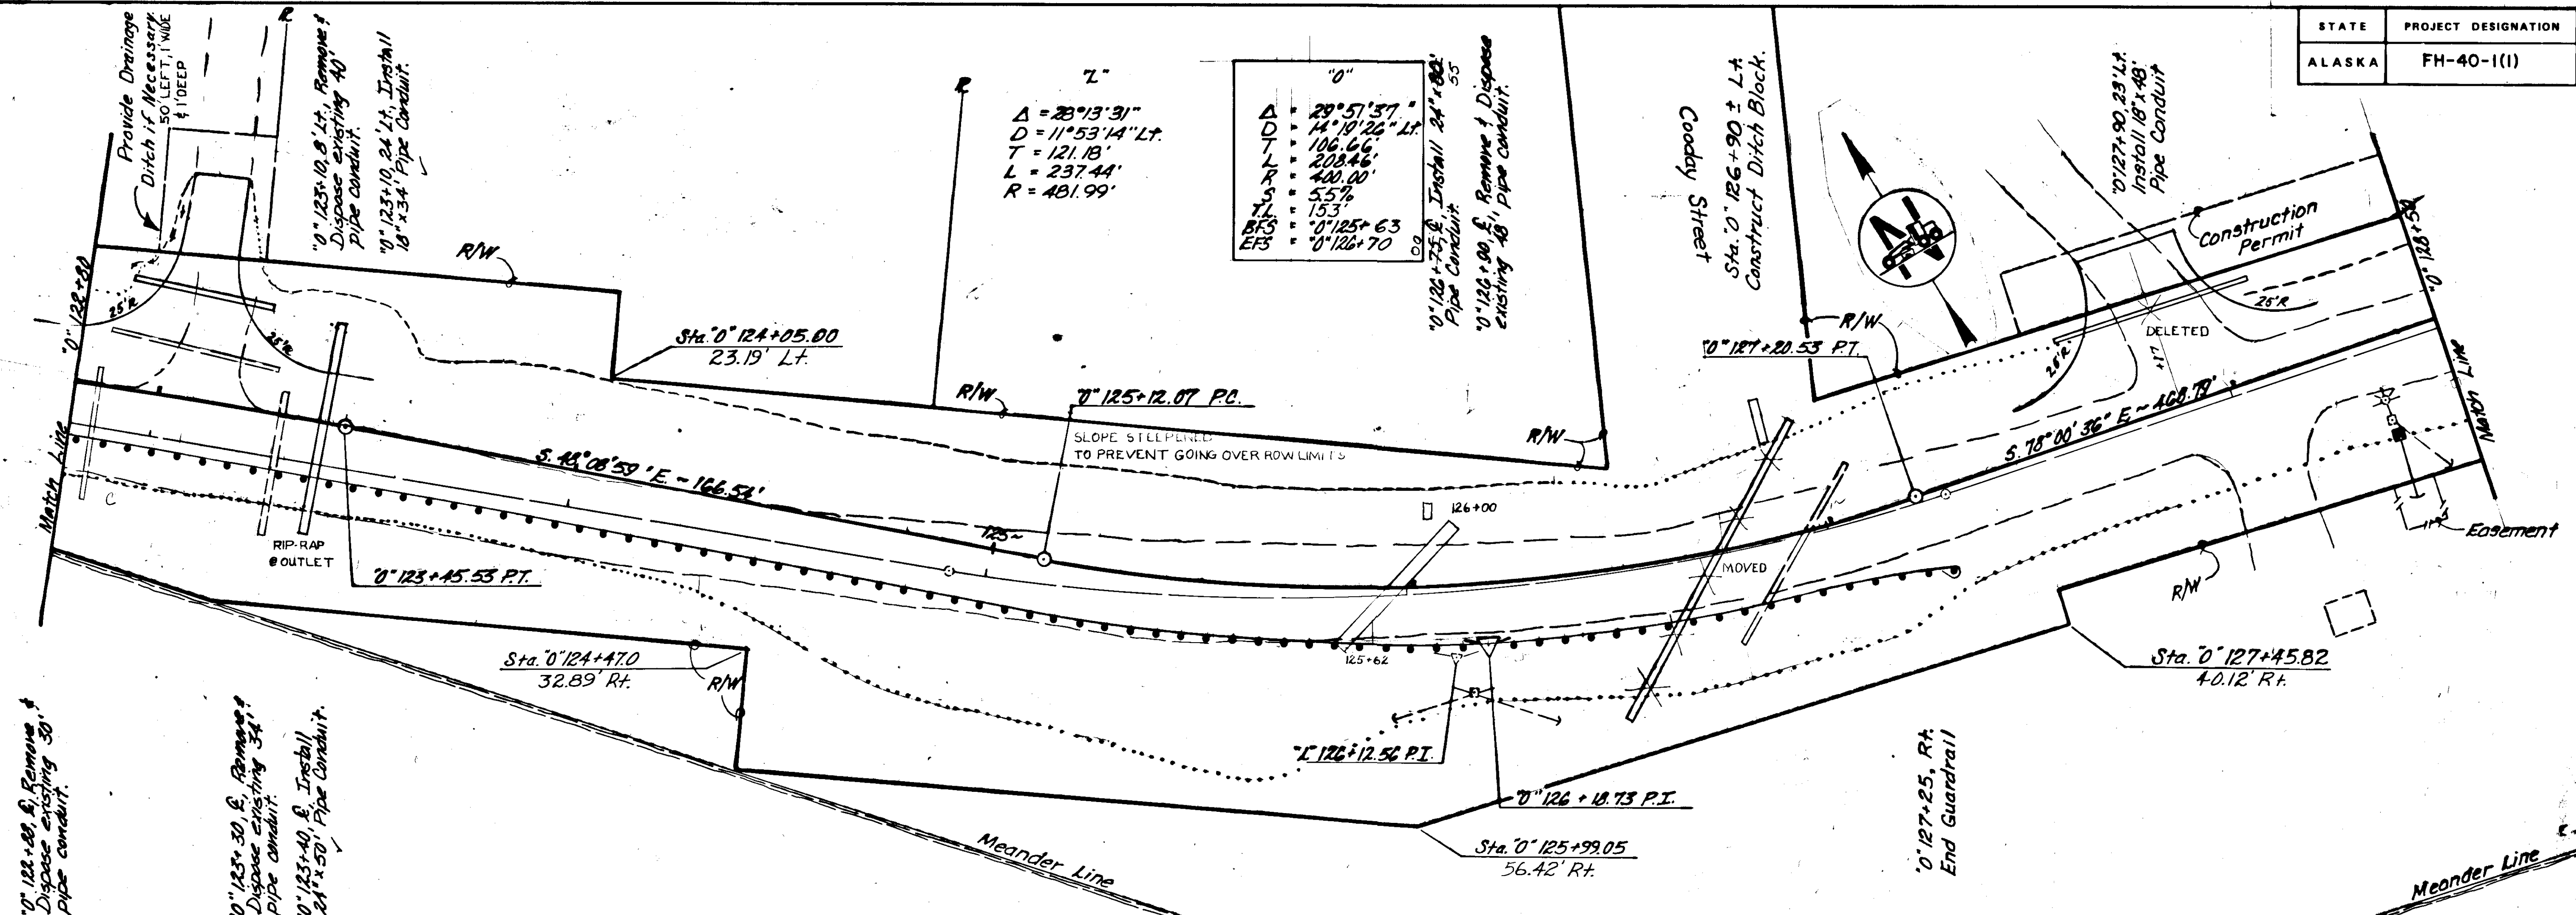 STATE
PROJECT DESIGNATION
ALASKA
FH-40-1(1)
Provide Drainage
Ditch if Necessary.
50' LEFT, 1' WIDE
& 1' DEEP
"0" 123+10, 8' Lt., Remove &
Dispose existing 40'
pipe conduit.
"0" 123+10, 24' Lt., Install
18"x34' Pipe Conduit.
"L"
Δ = 28°13'31"
D = 11°53'14" Lt.
T = 121.18'
L = 237.44'
R = 481.99'
"0"
Δ = 29°51'37"
D = 14°19'26" Lt
T = 106.66'
L = 208.46'
R = 400.00'
S = 5.5%
T.L. = 153'
BFS = "0" 125+63
EFS = "0" 126+70
"0" 126+75, ℄, Install 24"x80'
55
Pipe Conduit.
00
"0" 126+90, ℄, Remove & Dispose
existing 48' pipe conduit.
Cooday Street
Sta. "0" 126+90 ± Lt.
Construct Ditch Block.
N
"0" 127+90, 23' Lt.
Install 18"x48'
Pipe Conduit
Construction
Permit
"0" 128+50
"0" 122+80
25'R
25'R
R/W
Sta. "0" 124+05.00
23.19' Lt.
R/W
"0" 125+12.07 P.C.
SLOPE STEEPENED
TO PREVENT GOING OVER ROW LIMITS
R/W
R/W
"0" 127+20.53 P.T.
25'R
DELETED
+87
25'R
S. 78°00'36" E. ~ 468.79'
Match Line
Match Line
C
RIP-RAP
@ OUTLET
"0" 123+45.53 P.T.
S. 48°08'59" E. ~ 166.54'
125
126+00
125+62
MOVED
Easement
R/W
Sta. "0" 124+47.0
32.89' Rt.
R/W
Sta. "0" 127+45.82
40.12' Rt.
"L" 126+12.56 P.I.
"0" 126+18.73 P.I.
Sta. "0" 125+99.05
56.42' Rt.
"0" 127+25, Rt.
End Guardrail
"0" 122+88, ℄, Remove &
Dispose existing 30'
pipe conduit.
"0" 123+30, ℄, Remove &
Dispose existing 34'
pipe conduit.
"0" 123+40, ℄, Install
24"x50' Pipe Conduit.
Meander Line
Meander Line